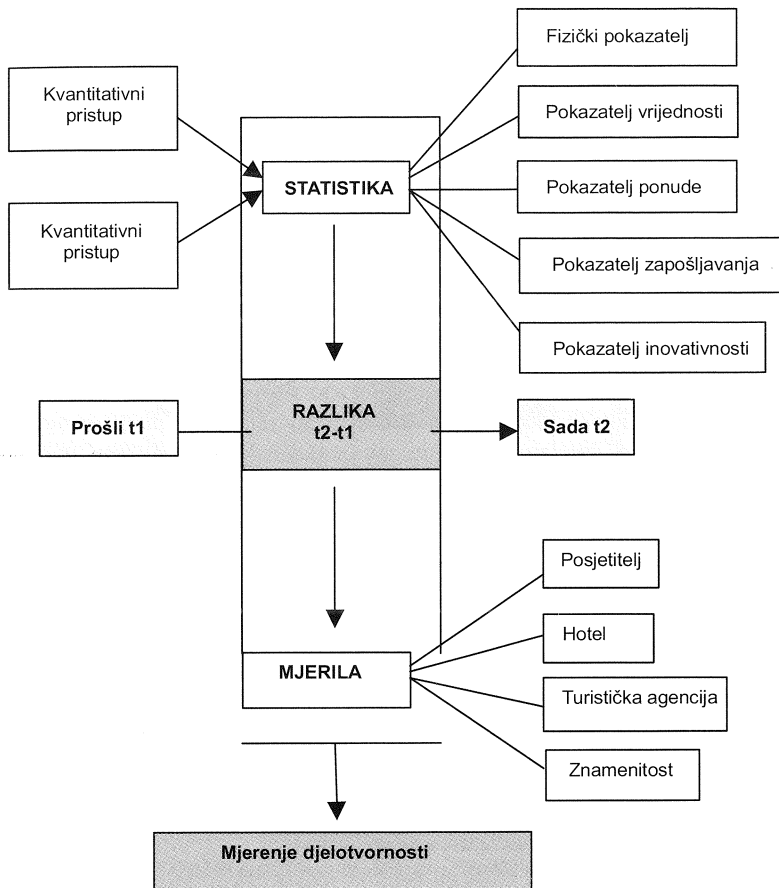 Fizički pokazatelj
Kvantitativni
pristup
Pokazatelj vrijednosti
STATISTIKA
Pokazatelj ponude
Kvantitativni
pristup
Pokazatelj zapošljavanja
Pokazatelj inovativnosti
Prošli t1
RAZLIKA
t2-t1
Sada t2
Posjetitelj
Hotel
MJERILA
Turistička agencija
Znamenitost
Mjerenje djelotvornosti